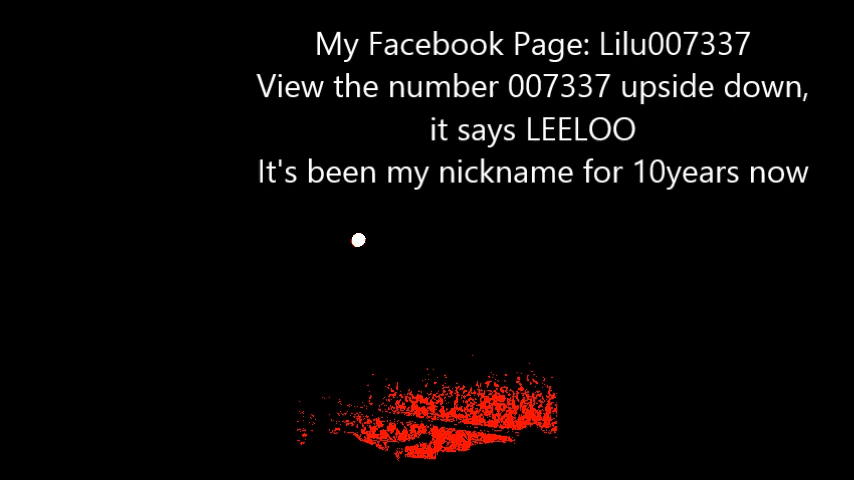 My Facebook Page: Lilu007337
View the number 007337 upside down,
it says LEELOO
It's been my nickname for 10years now